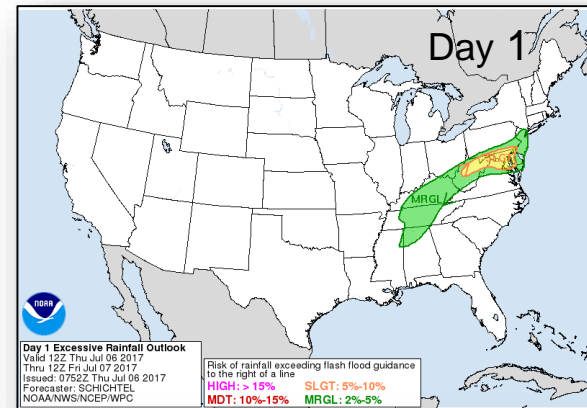 Day 1
MRGL
NOAA
Day 1 Excessive Rainfall Outlook
Valid 12Z Thu Jul 06 2017
Thru 12Z Fri Jul 07 2017
Issued: 0752Z Thu Jul 06 2017
Forecaster: SCHICHTEL
NOAA/NWS/NCEP/WPC
Risk of rainfall exceeding flash flood guidance
to the right of a line
HIGH: > 15% SLGT: 5%-10%
MDT: 10%-15% MRGL: 2%-5%